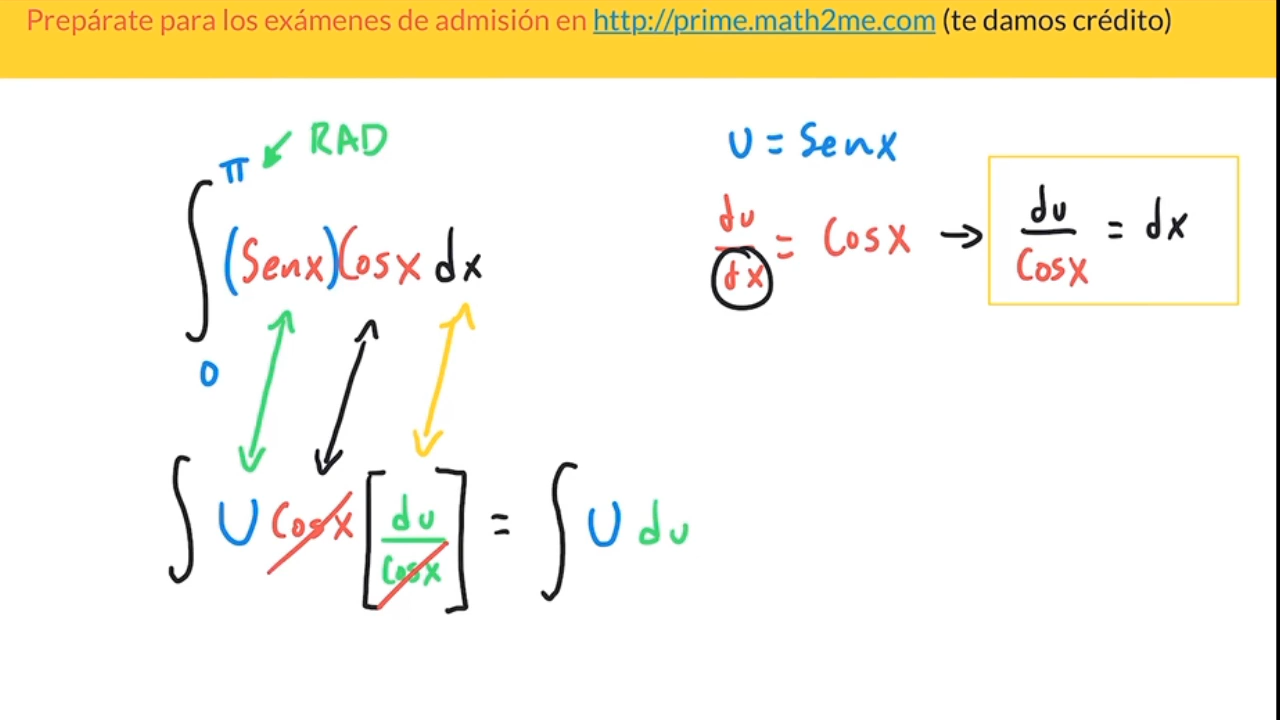 Prepárate para los exámenes de admisión en http://prime.math2me.com (te damos crédito)
π RAD
∫ (Senx)Cosx dx
0
U = Senx
du/dx = Cosx → du/Cosx = dx
∫ U Cosx [du/Cosx] = ∫ U du